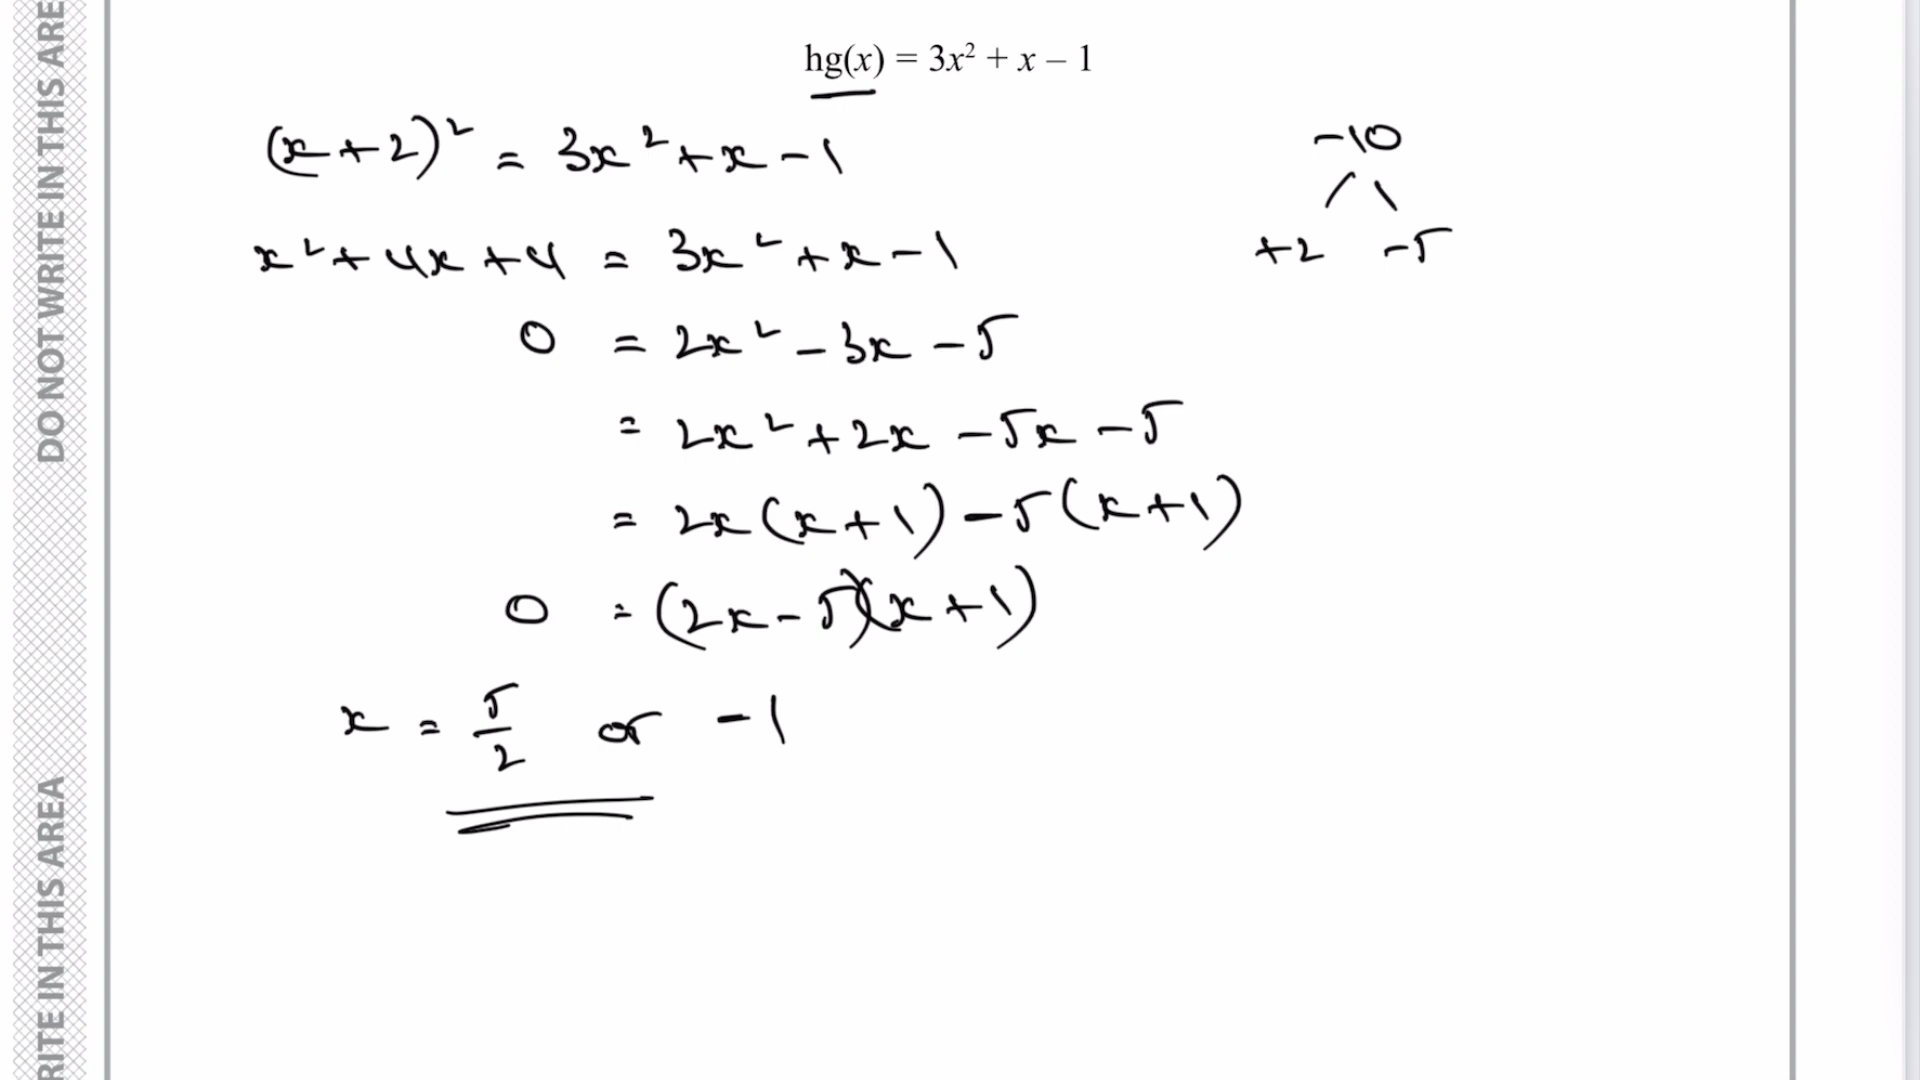 DO NOT WRITE IN THIS ARE
RITE IN THIS AREA
hg(x) = 3x² + x – 1
(x+2)² = 3x² + x - 1
x² + 4x + 4 = 3x² + x - 1
0 = 2x² - 3x - 5
= 2x² + 2x - 5x - 5
= 2x(x+1) - 5(x+1)
0 = (2x-5)(x+1)
x = 5/2 or -1
-10
+2 -5